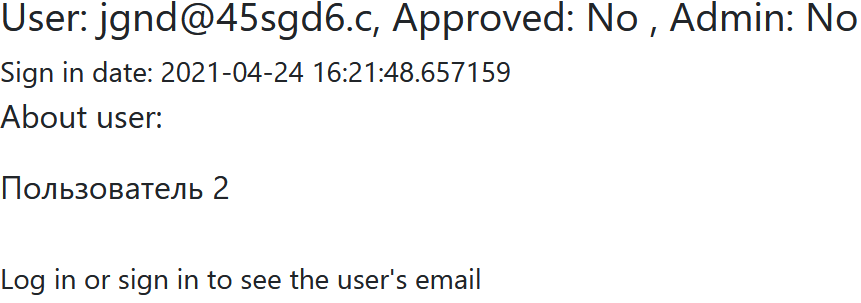 User: jgnd@45sgd6.c, Approved: No , Admin: No
Sign in date: 2021-04-24 16:21:48.657159
About user:
Пользователь 2
Log in or sign in to see the user's email